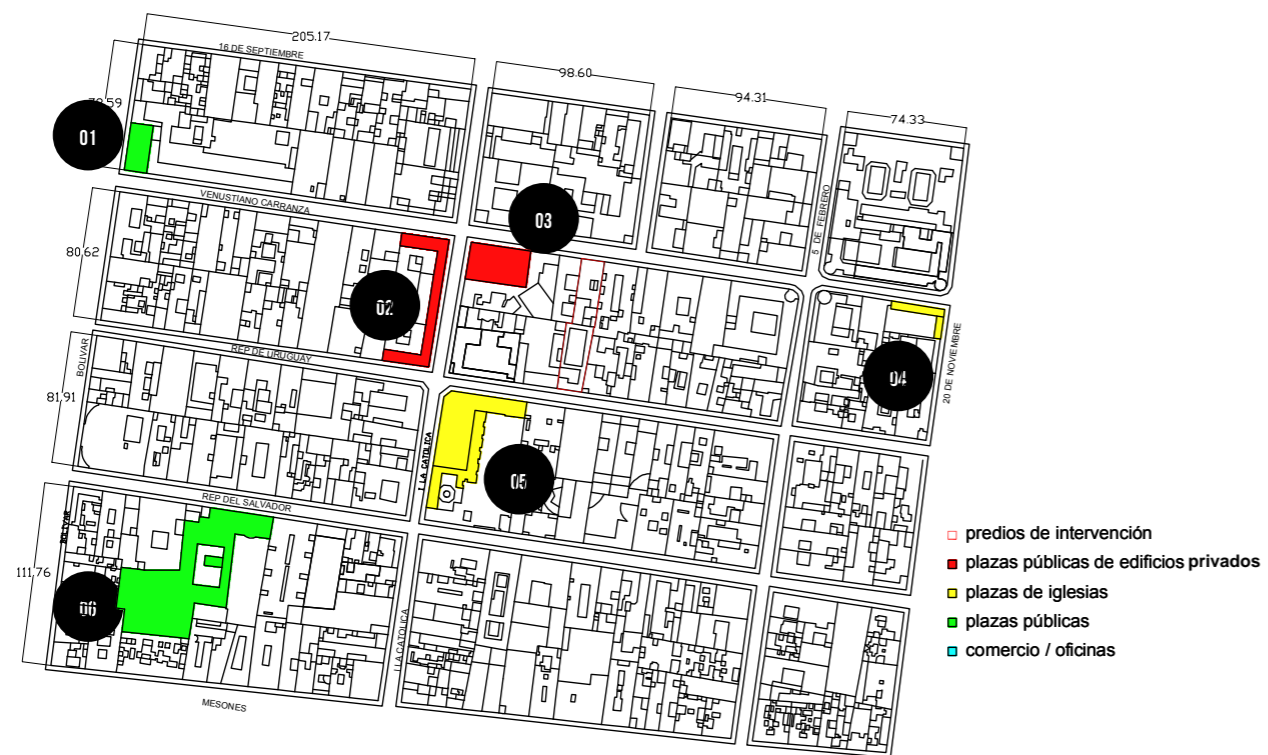 205.17
16 DE SEPTIEMBRE
98.60
94.31
74.33
01
VENUSTIANO CARRANZA
03
5 DE FEBRERO
80,62
02
REP DE URUGUAY
BOLIVAR
04
20 DE NOVIEMBRE
81,91
I LA CATOLICA
05
REP DEL SALVADOR
BOLIVAR
111,76
06
I LA CATOLICA
MESONES
predios de intervención
plazas públicas de edificios privados
plazas de iglesias
plazas públicas
comercio / oficinas